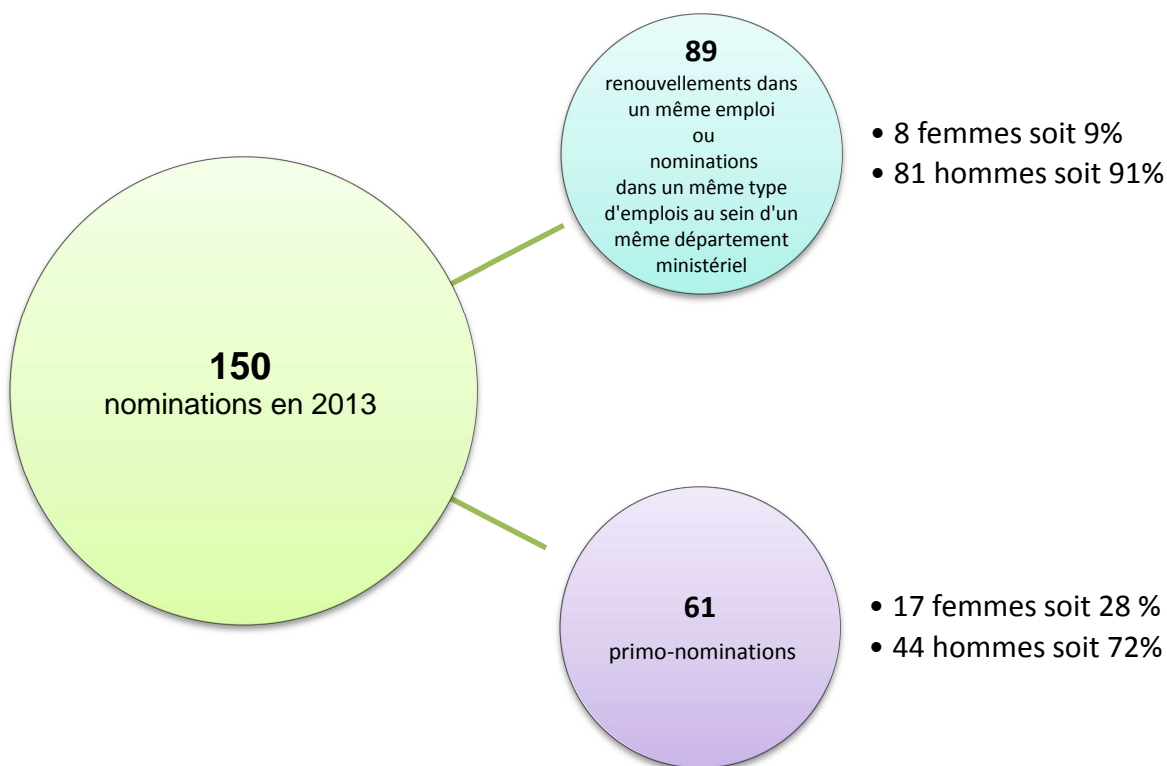 150
nominations en 2013
89
renouvellements dans
un même emploi
ou
nominations
dans un même type
d'emplois au sein d'un
même département
ministériel
• 8 femmes soit 9%
• 81 hommes soit 91%
61
primo-nominations
• 17 femmes soit 28 %
• 44 hommes soit 72%